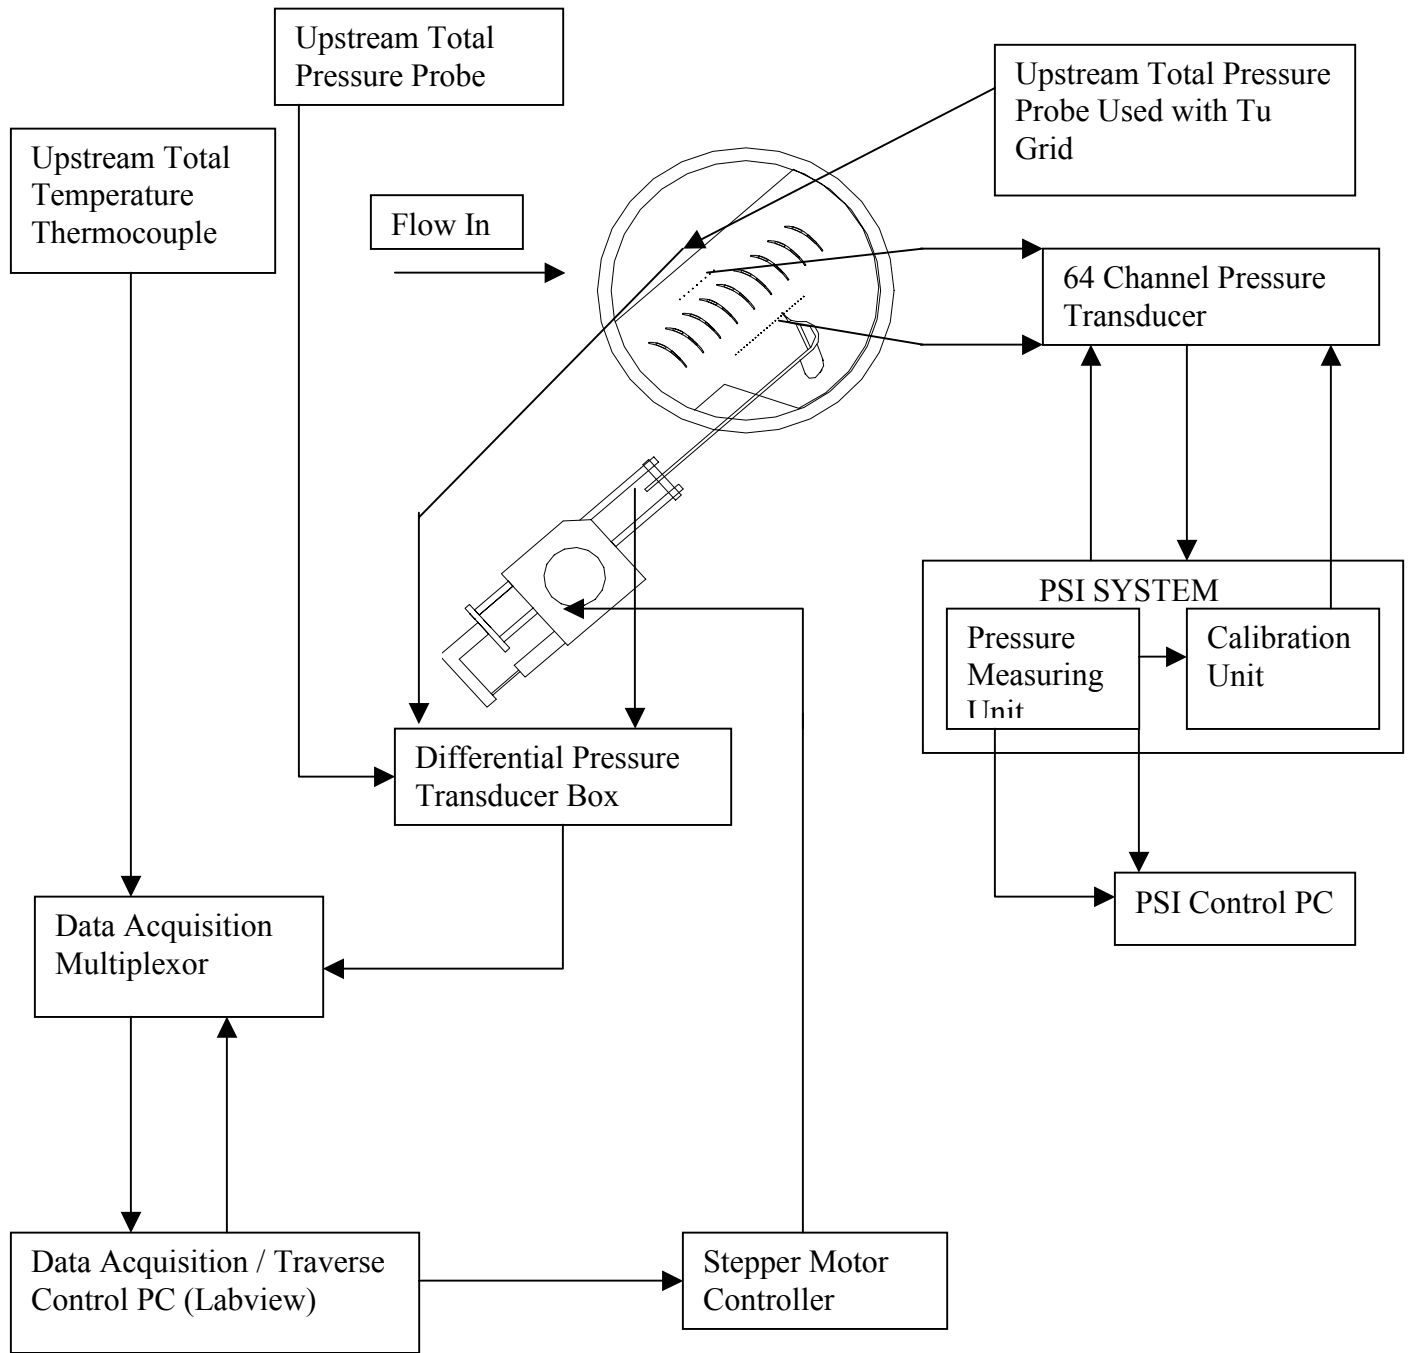 Upstream Total
Pressure Probe
Upstream Total Pressure
Probe Used with Tu
Grid
Upstream Total
Temperature
Thermocouple
Flow In
64 Channel Pressure
Transducer
PSI SYSTEM
Pressure
Measuring
Unit
Calibration
Unit
Differential Pressure
Transducer Box
PSI Control PC
Data Acquisition
Multiplexor
Data Acquisition / Traverse
Control PC (Labview)
Stepper Motor
Controller